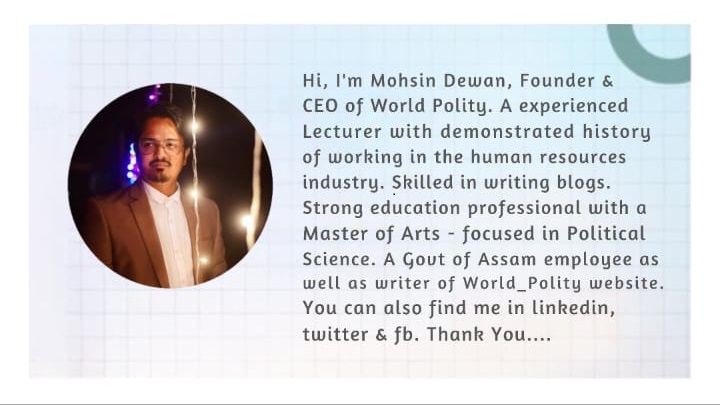 Hi, I'm Mohsin Dewan, Founder &
CEO of World Polity. A experienced
Lecturer with demonstrated history
of working in the human resources
industry. Skilled in writing blogs.
Strong education professional with a
Master of Arts - focused in Political
Science. A Govt of Assam employee as
well as writer of World_Polity website.
You can also find me in linkedin,
twitter & fb. Thank You....